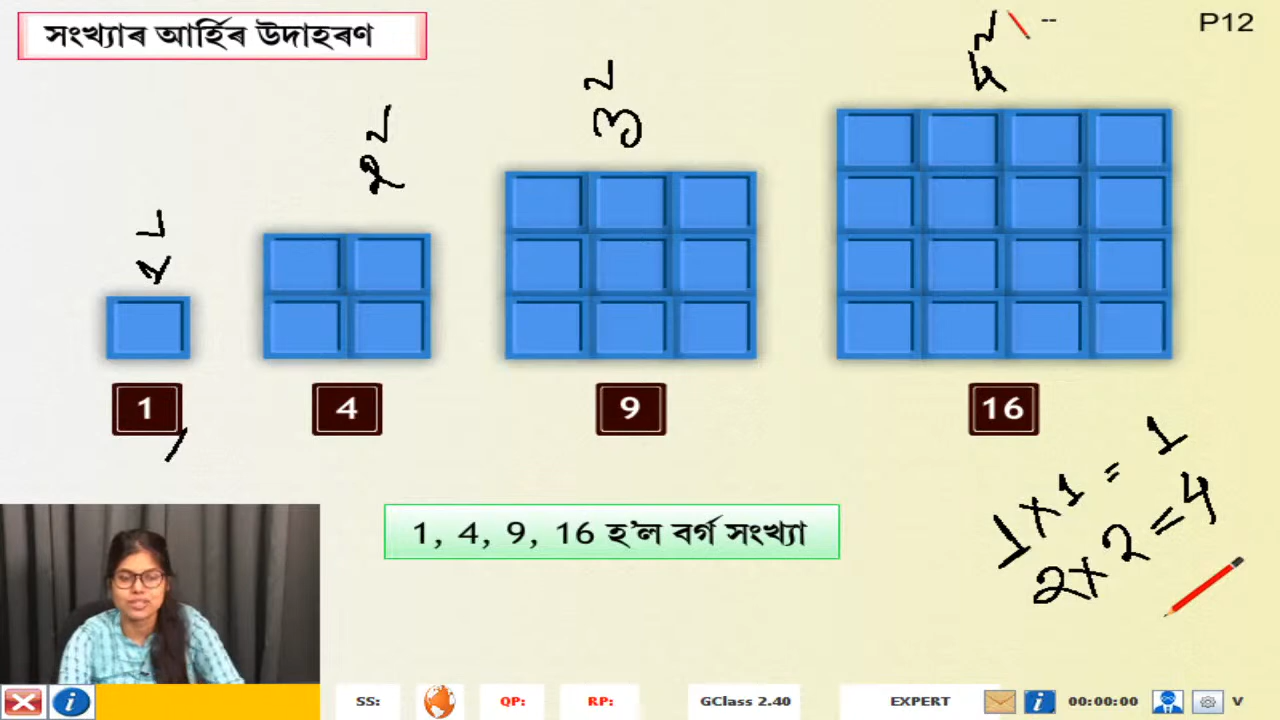 সংখ্যাৰ আৰ্হিৰ উদাহৰণ
P12
1²
2²
3²
4²
1
4
9
16
1 x 1 = 1
2 x 2 = 4
1, 4, 9, 16 হ'ল বৰ্গ সংখ্যা
SS:
QP:
RP:
GClass 2.40
EXPERT
00:00:00
V